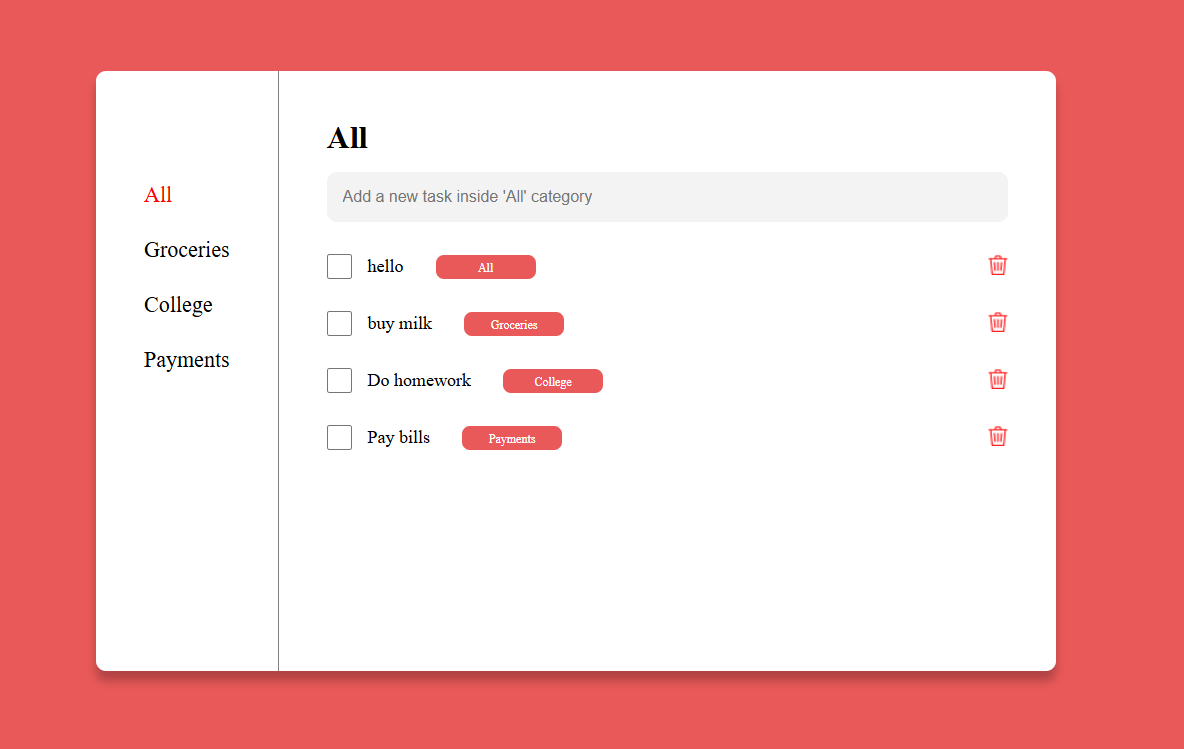 All
Groceries
College
Payments
All
Add a new task inside 'All' category
hello All
buy milk Groceries
Do homework College
Pay bills Payments